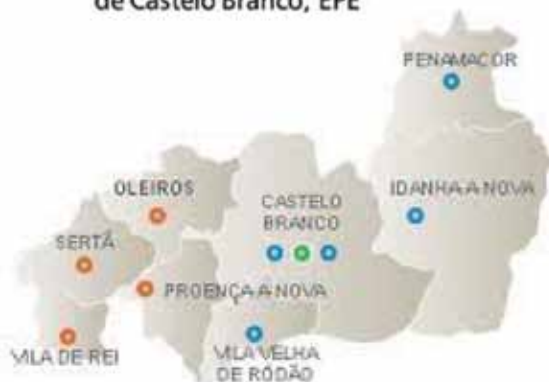 de Castelo Branco, EPE
PENAMACOR
OLEIROS
IDANHA A NOVA
CASTELO
BRANCO
SERTÃ
PROENÇA A NOVA
VILA DE REI
VILA VELHA
DE RÓDÃO